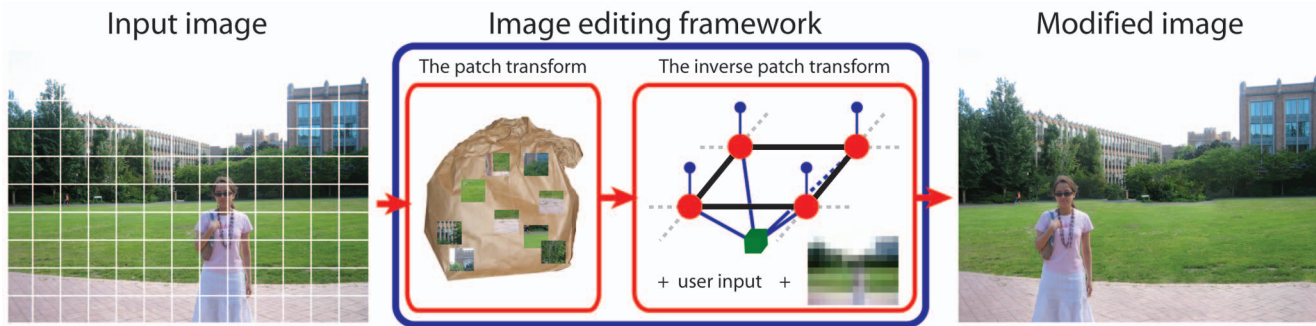 Input image
Image editing framework
Modified image
The patch transform
The inverse patch transform
+ user input +